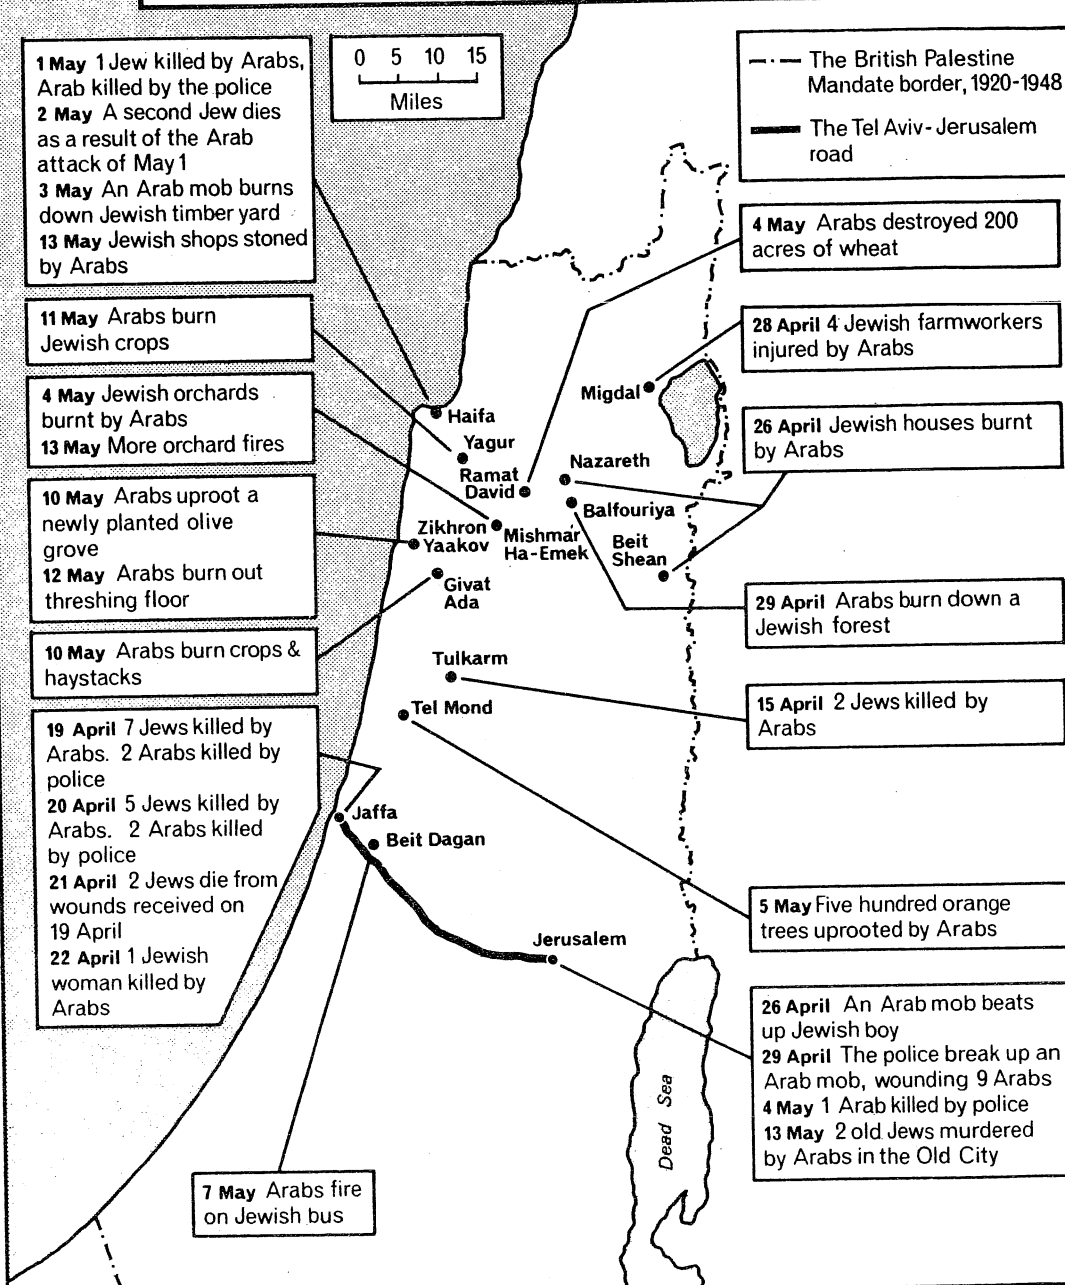 1 May 1 Jew killed by Arabs,
Arab killed by the police
2 May A second Jew dies
as a result of the Arab
attack of May 1
3 May An Arab mob burns
down Jewish timber yard
13 May Jewish shops stoned
by Arabs
11 May Arabs burn
Jewish crops
4 May Jewish orchards
burnt by Arabs
13 May More orchard fires
10 May Arabs uproot a
newly planted olive
grove
12 May Arabs burn out
threshing floor
10 May Arabs burn crops &
haystacks
19 April 7 Jews killed by
Arabs. 2 Arabs killed by
police
20 April 5 Jews killed by
Arabs. 2 Arabs killed
by police
21 April 2 Jews die from
wounds received on
19 April
22 April 1 Jewish
woman killed by
Arabs
7 May Arabs fire
on Jewish bus
0 5 10 15
Miles
The British Palestine
Mandate border, 1920-1948
The Tel Aviv-Jerusalem
road
4 May Arabs destroyed 200
acres of wheat
28 April 4 Jewish farmworkers
injured by Arabs
26 April Jewish houses burnt
by Arabs
29 April Arabs burn down a
Jewish forest
15 April 2 Jews killed by
Arabs
5 May Five hundred orange
trees uprooted by Arabs
26 April An Arab mob beats
up Jewish boy
29 April The police break up an
Arab mob, wounding 9 Arabs
4 May 1 Arab killed by police
13 May 2 old Jews murdered
by Arabs in the Old City
Migdal
Haifa
Yagur
Nazareth
Ramat
David
Balfouriya
Zikhron
Yaakov
Mishmar
Ha-Emek
Beit
Shean
Givat
Ada
Tulkarm
Tel Mond
Jaffa
Beit Dagan
Jerusalem
Dead Sea